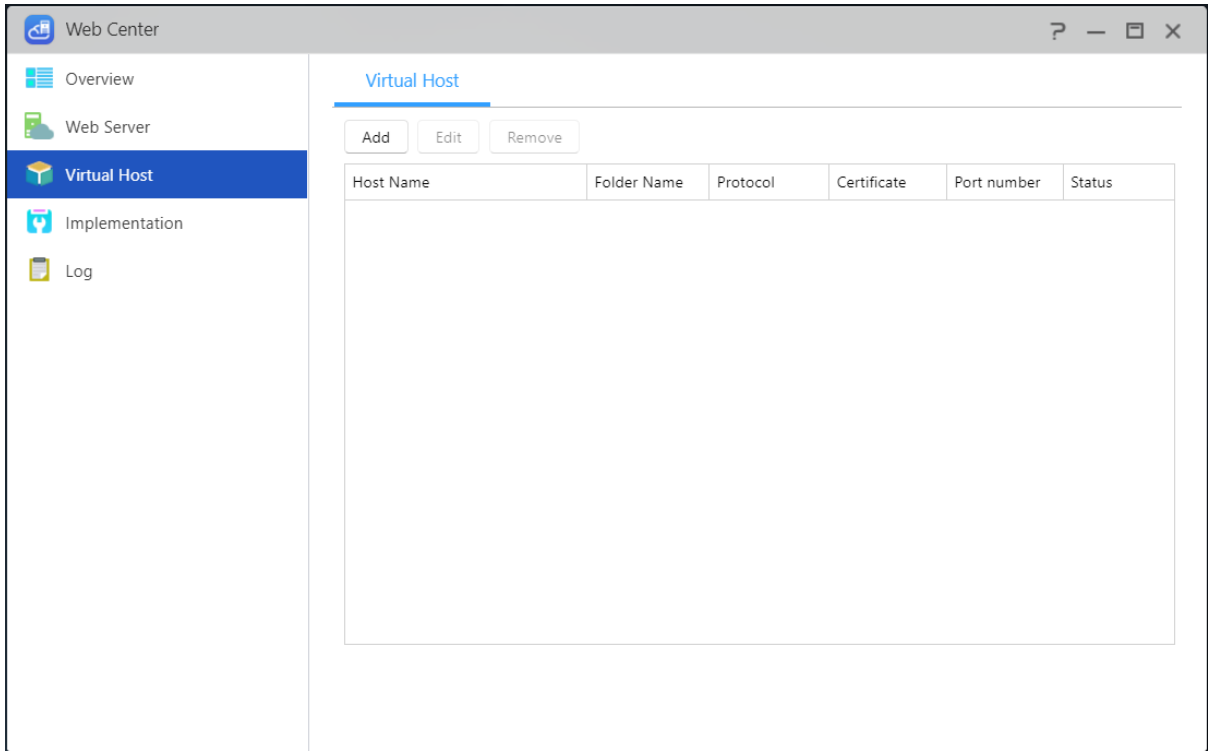 Web Center
Overview
Web Server
Virtual Host
Implementation
Log
Virtual Host
Add Edit Remove
Host Name Folder Name Protocol Certificate Port number Status